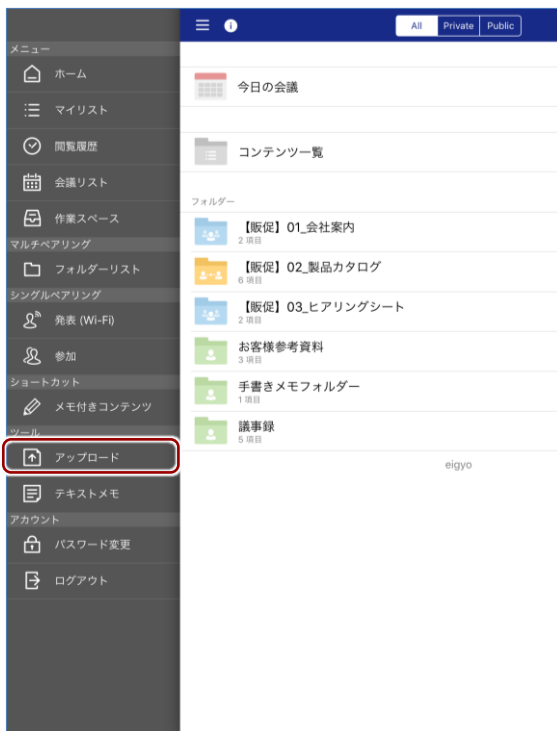 メニュー
ホーム
マイリスト
閲覧履歴
会議リスト
作業スペース
マルチペアリング
フォルダーリスト
シングルペアリング
発表 (Wi-Fi)
参加
ショートカット
メモ付きコンテンツ
ツール
アップロード
テキストメモ
アカウント
パスワード変更
ログアウト
All Private Public
今日の会議
コンテンツ一覧
フォルダー
【販促】01_会社案内
2 項目
【販促】02_製品カタログ
6 項目
【販促】03_ヒアリングシート
2 項目
お客様参考資料
3 項目
手書きメモフォルダー
1 項目
議事録
5 項目
eigyo